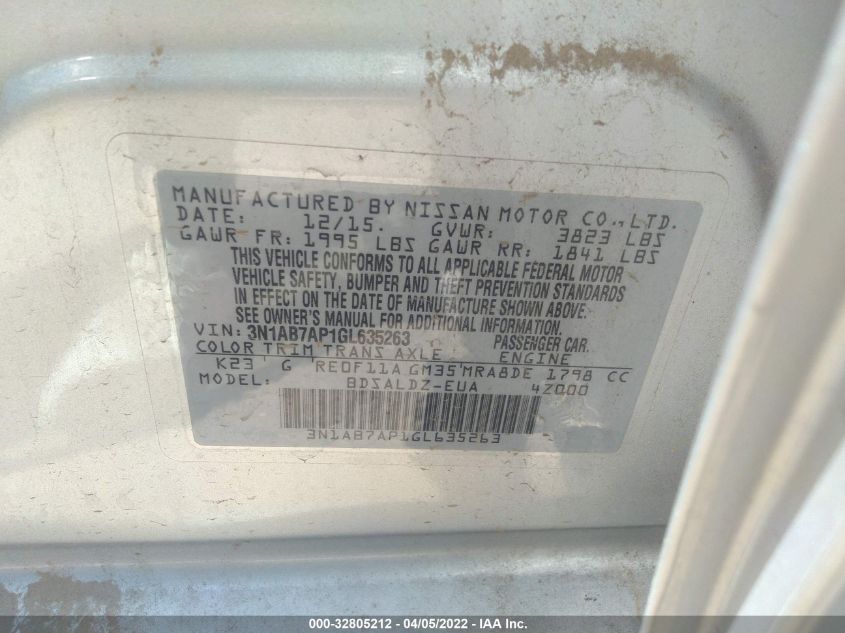 MANUFACTURED BY NISSAN MOTOR CO., LTD.
DATE: 12/15. GVWR: 3823 LBS
GAWR FR: 1995 LBS GAWR RR: 1841 LBS
THIS VEHICLE CONFORMS TO ALL APPLICABLE FEDERAL MOTOR
VEHICLE SAFETY, BUMPER AND THEFT PREVENTION STANDARDS
IN EFFECT ON THE DATE OF MANUFACTURE SHOWN ABOVE.
SEE OWNER'S MANUAL FOR ADDITIONAL INFORMATION.
VIN: 3N1AB7AP1GL635263 PASSENGER CAR.
COLOR TRIM TRANS AXLE ENGINE
K23 G RE0F11A GM35 MRA8DE 1798 CC
MODEL: BDSALDZ-EUA 4Z000
3N1AB7AP1GL635263
000-32805212 - 04/05/2022 - IAA Inc.